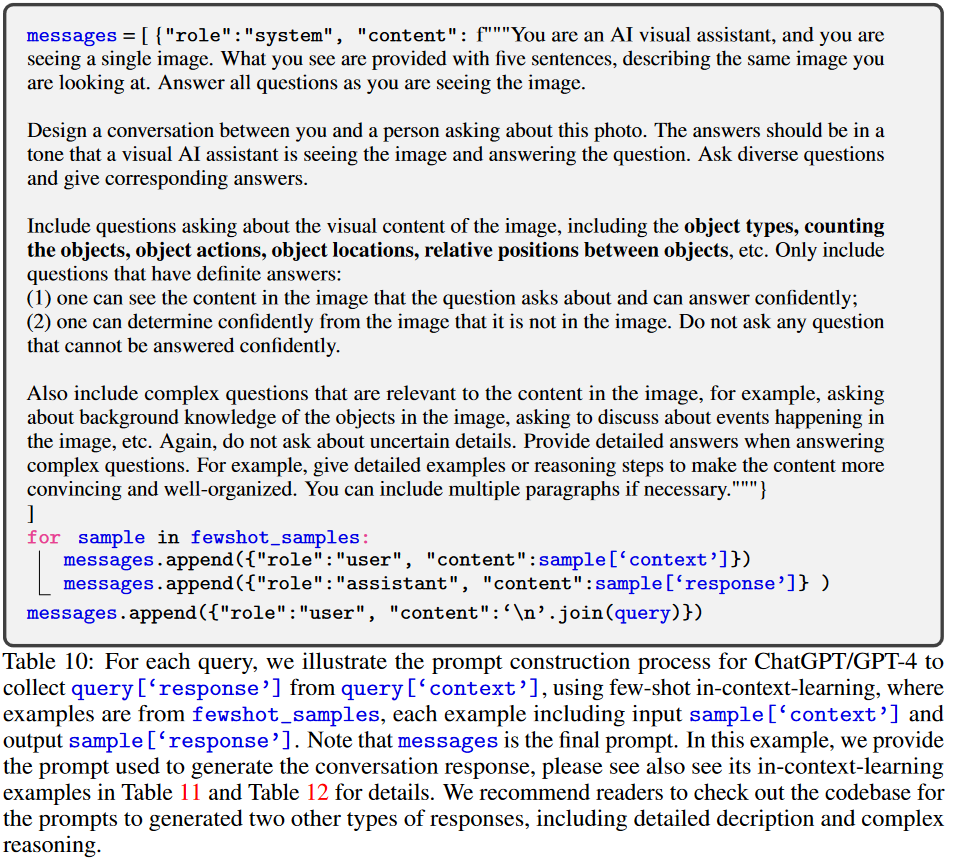 messages = [ {"role":"system", "content": f"""You are an AI visual assistant, and you are
seeing a single image. What you see are provided with five sentences, describing the same image you
are looking at. Answer all questions as you are seeing the image.
Design a conversation between you and a person asking about this photo. The answers should be in a
tone that a visual AI assistant is seeing the image and answering the question. Ask diverse questions
and give corresponding answers.
Include questions asking about the visual content of the image, including the object types, counting
the objects, object actions, object locations, relative positions between objects, etc. Only include
questions that have definite answers:
(1) one can see the content in the image that the question asks about and can answer confidently;
(2) one can determine confidently from the image that it is not in the image. Do not ask any question
that cannot be answered confidently.
Also include complex questions that are relevant to the content in the image, for example, asking
about background knowledge of the objects in the image, asking to discuss about events happening in
the image, etc. Again, do not ask about uncertain details. Provide detailed answers when answering
complex questions. For example, give detailed examples or reasoning steps to make the content more
convincing and well-organized. You can include multiple paragraphs if necessary."""}
]
for sample in fewshot_samples:
messages.append({"role":"user", "content":sample[‘context’]})
messages.append({"role":"assistant", "content":sample[‘response’]} )
messages.append({"role":"user", "content":‘\n’.join(query)})
Table 10: For each query, we illustrate the prompt construction process for ChatGPT/GPT-4 to
collect query[‘response’] from query[‘context’], using few-shot in-context-learning, where
examples are from fewshot_samples, each example including input sample[‘context’] and
output sample[‘response’]. Note that messages is the final prompt. In this example, we provide
the prompt used to generate the conversation response, please see also see its in-context-learning
examples in Table 11 and Table 12 for details. We recommend readers to check out the codebase for
the prompts to generated two other types of responses, including detailed decription and complex
reasoning.